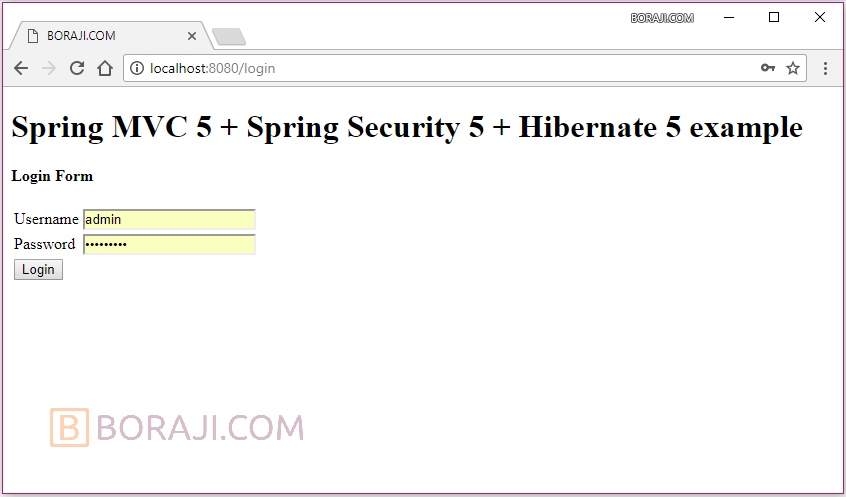 BORAJI.COM
BORAJI.COM
localhost:8080/login
Spring MVC 5 + Spring Security 5 + Hibernate 5 example
Login Form
Username admin
Password •••••••••
Login
B BORAJI.COM